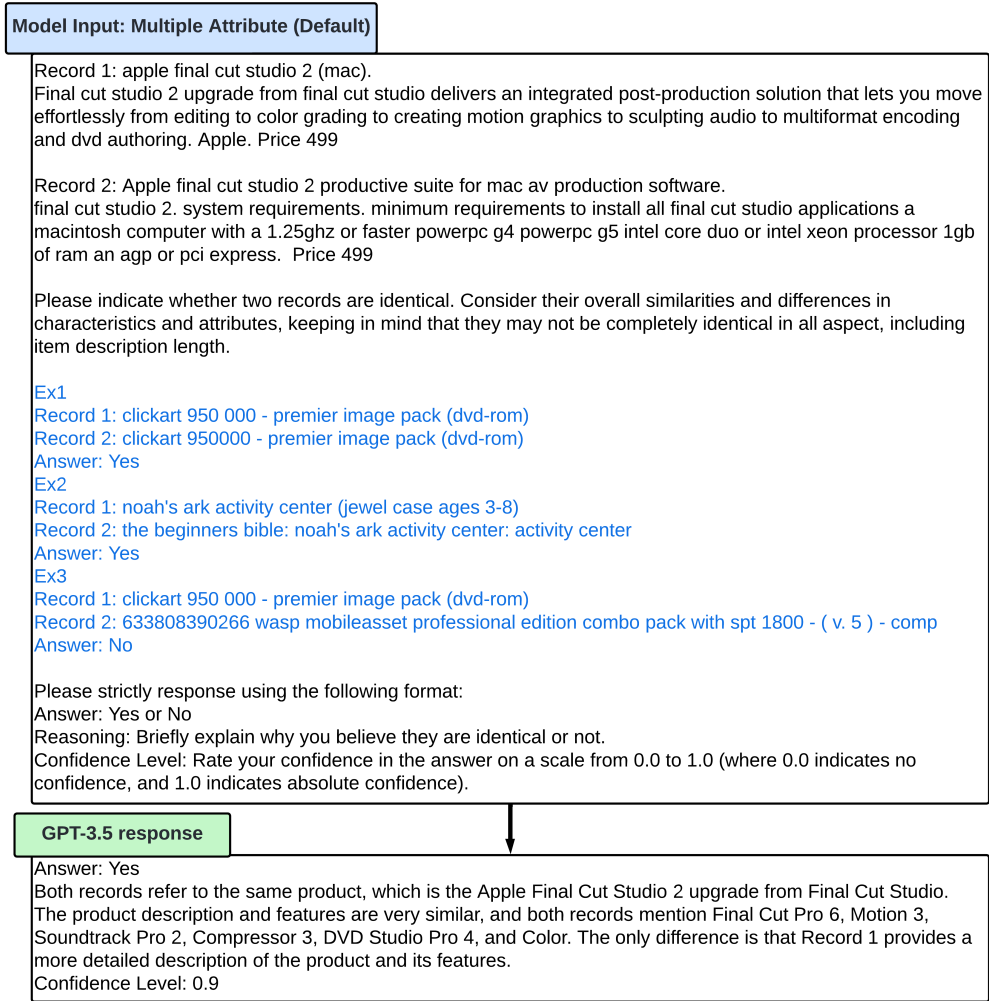 Model Input: Multiple Attribute (Default)
Record 1: apple final cut studio 2 (mac).
Final cut studio 2 upgrade from final cut studio delivers an integrated post-production solution that lets you move
effortlessly from editing to color grading to creating motion graphics to sculpting audio to multiformat encoding
and dvd authoring. Apple. Price 499
Record 2: Apple final cut studio 2 productive suite for mac av production software.
final cut studio 2. system requirements. minimum requirements to install all final cut studio applications a
macintosh computer with a 1.25ghz or faster powerpc g4 powerpc g5 intel core duo or intel xeon processor 1gb
of ram an agp or pci express.  Price 499
Please indicate whether two records are identical. Consider their overall similarities and differences in
characteristics and attributes, keeping in mind that they may not be completely identical in all aspect, including
item description length.
Ex1
Record 1: clickart 950 000 - premier image pack (dvd-rom)
Record 2: clickart 950000 - premier image pack (dvd-rom)
Answer: Yes
Ex2
Record 1: noah's ark activity center (jewel case ages 3-8)
Record 2: the beginners bible: noah's ark activity center: activity center
Answer: Yes
Ex3
Record 1: clickart 950 000 - premier image pack (dvd-rom)
Record 2: 633808390266 wasp mobileasset professional edition combo pack with spt 1800 - ( v. 5 ) - comp
Answer: No
Please strictly response using the following format:
Answer: Yes or No
Reasoning: Briefly explain why you believe they are identical or not.
Confidence Level: Rate your confidence in the answer on a scale from 0.0 to 1.0 (where 0.0 indicates no
confidence, and 1.0 indicates absolute confidence).
GPT-3.5 response
Answer: Yes
Both records refer to the same product, which is the Apple Final Cut Studio 2 upgrade from Final Cut Studio.
The product description and features are very similar, and both records mention Final Cut Pro 6, Motion 3,
Soundtrack Pro 2, Compressor 3, DVD Studio Pro 4, and Color. The only difference is that Record 1 provides a
more detailed description of the product and its features.
Confidence Level: 0.9